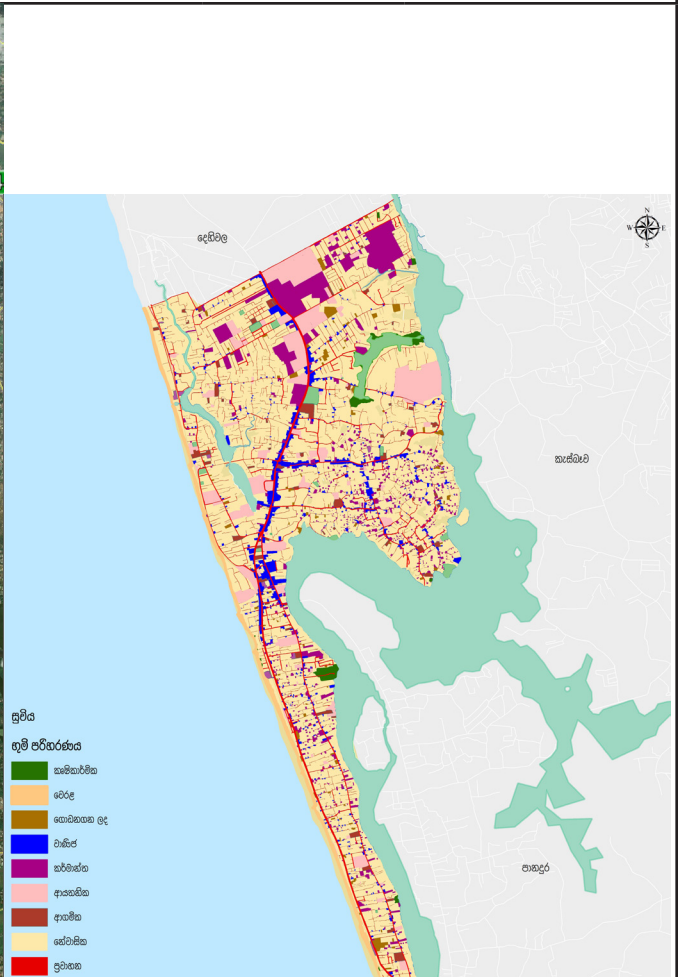 දෙහිවල
N
W E
S
කැස්බෑව
පානදුර
සූචිය
භූමි පරිහරණය
කෘෂිකාර්මික
වෙරළ
ගොඩනගන ලද
වාණිජ
කර්මාන්ත
ආයතනික
ආගමික
නේවාසික
ප්‍රවාහන